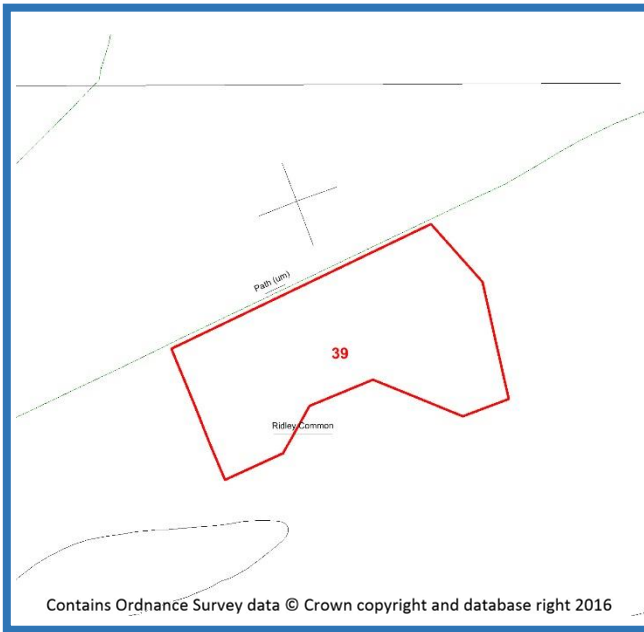 Path (um)
39
Ridley Common
Contains Ordnance Survey data © Crown copyright and database right 2016